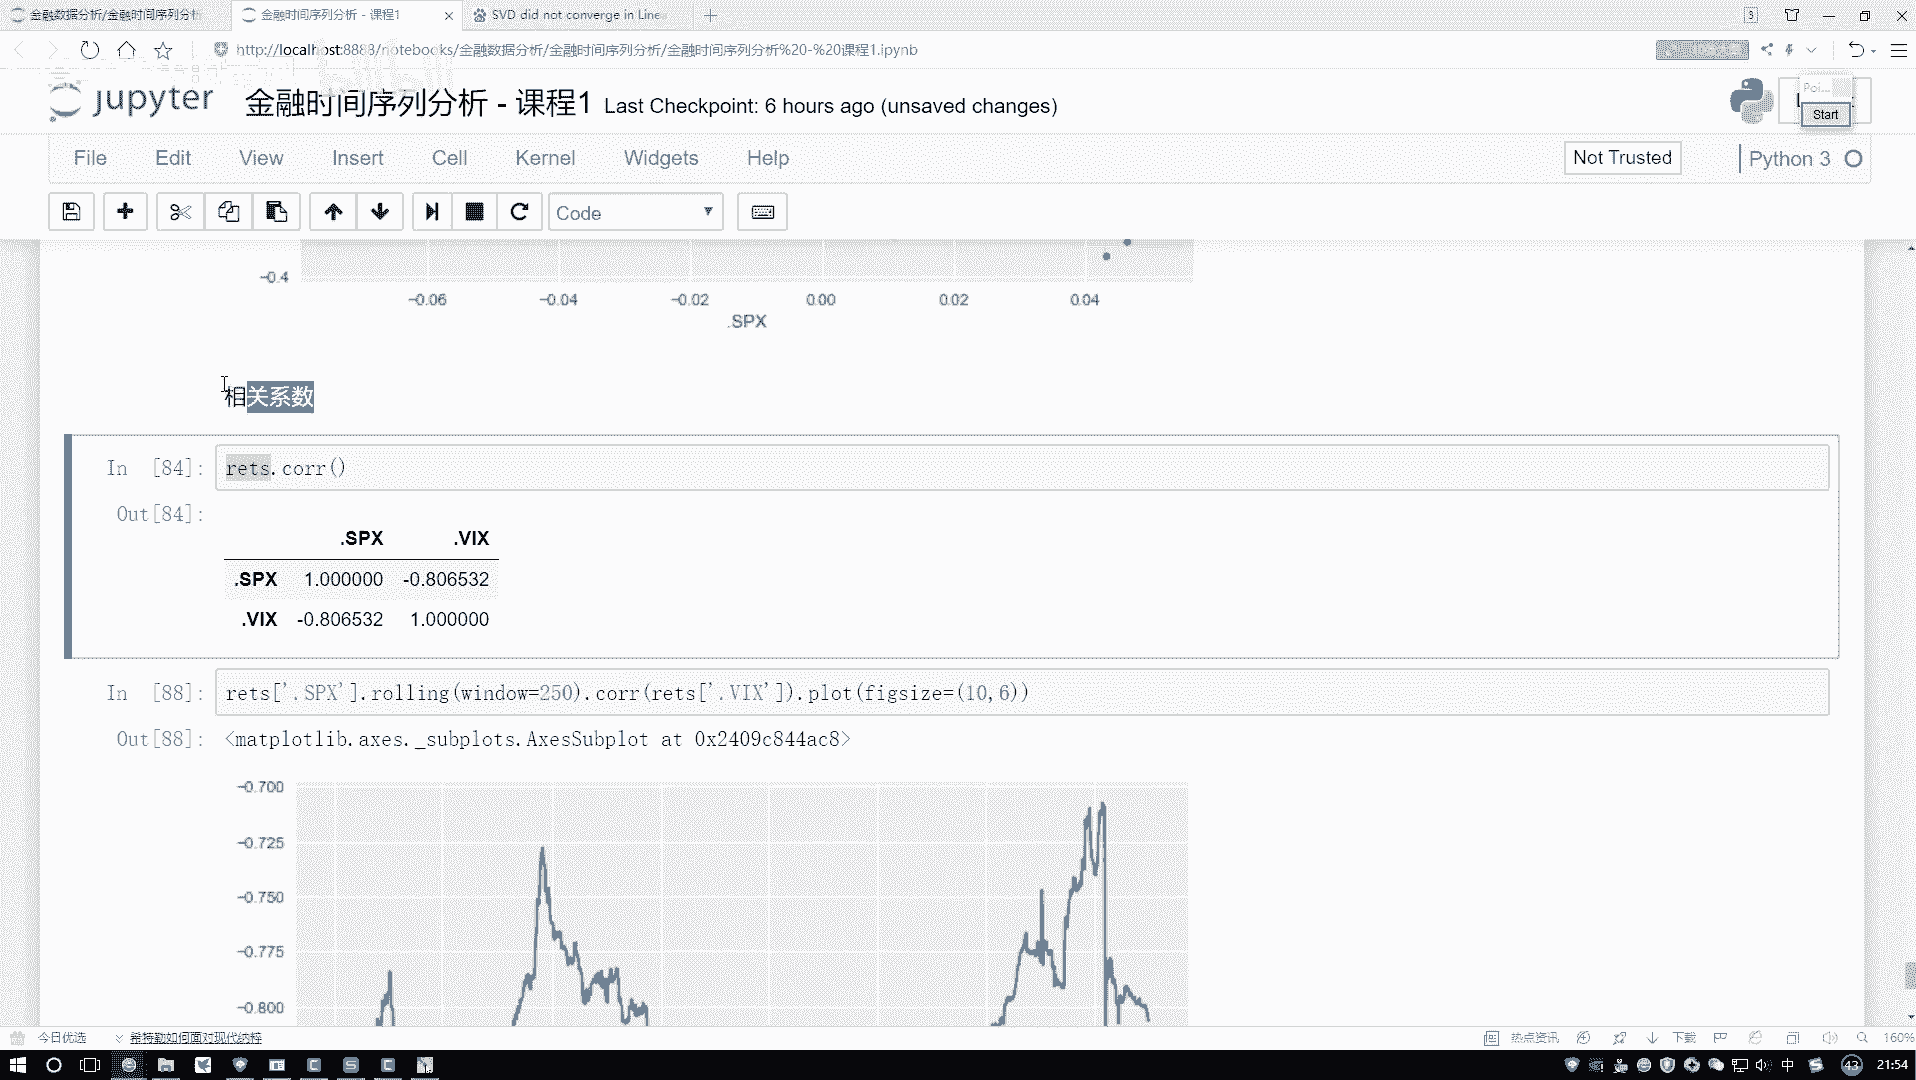 金融数据分析/金融时间序列分析
金融时间序列分析 - 课程1
SVD did not converge in Line
http://localhost:8888/notebooks/金融数据分析/金融时间序列分析/金融时间序列分析%20-%20课程1.ipynb
jupyter
金融时间序列分析 - 课程1
Last Checkpoint: 6 hours ago (unsaved changes)
Start
File
Edit
View
Insert
Cell
Kernel
Widgets
Help
Not Trusted
Python 3
Code
−0.4
−0.06
−0.04
−0.02
0.00
0.02
0.04
.SPX
相关系数
In [84]:
rets.corr()
Out[84]:
.SPX .VIX
.SPX 1.000000 -0.806532
.VIX -0.806532 1.000000
In [88]:
rets['.SPX'].rolling(window=250).corr(rets['.VIX']).plot(figsize=(10,6))
Out[88]:
<matplotlib.axes._subplots.AxesSubplot at 0x2409c844ac8>
−0.700
−0.725
−0.750
−0.775
−0.800
今日优选
希特勒如何面对现代纳粹
热点资讯
下载
160%
中
43
21:54